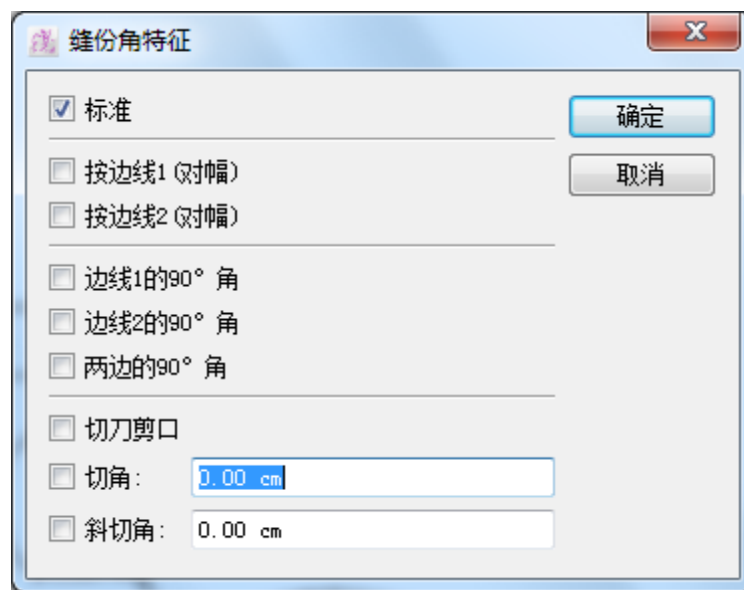 缝份角特征
标准
确定
按边线1(对幅)
取消
按边线2(对幅)
边线1的90° 角
边线2的90° 角
两边的90° 角
切刀剪口
切角: 0.00 cm
斜切角: 0.00 cm